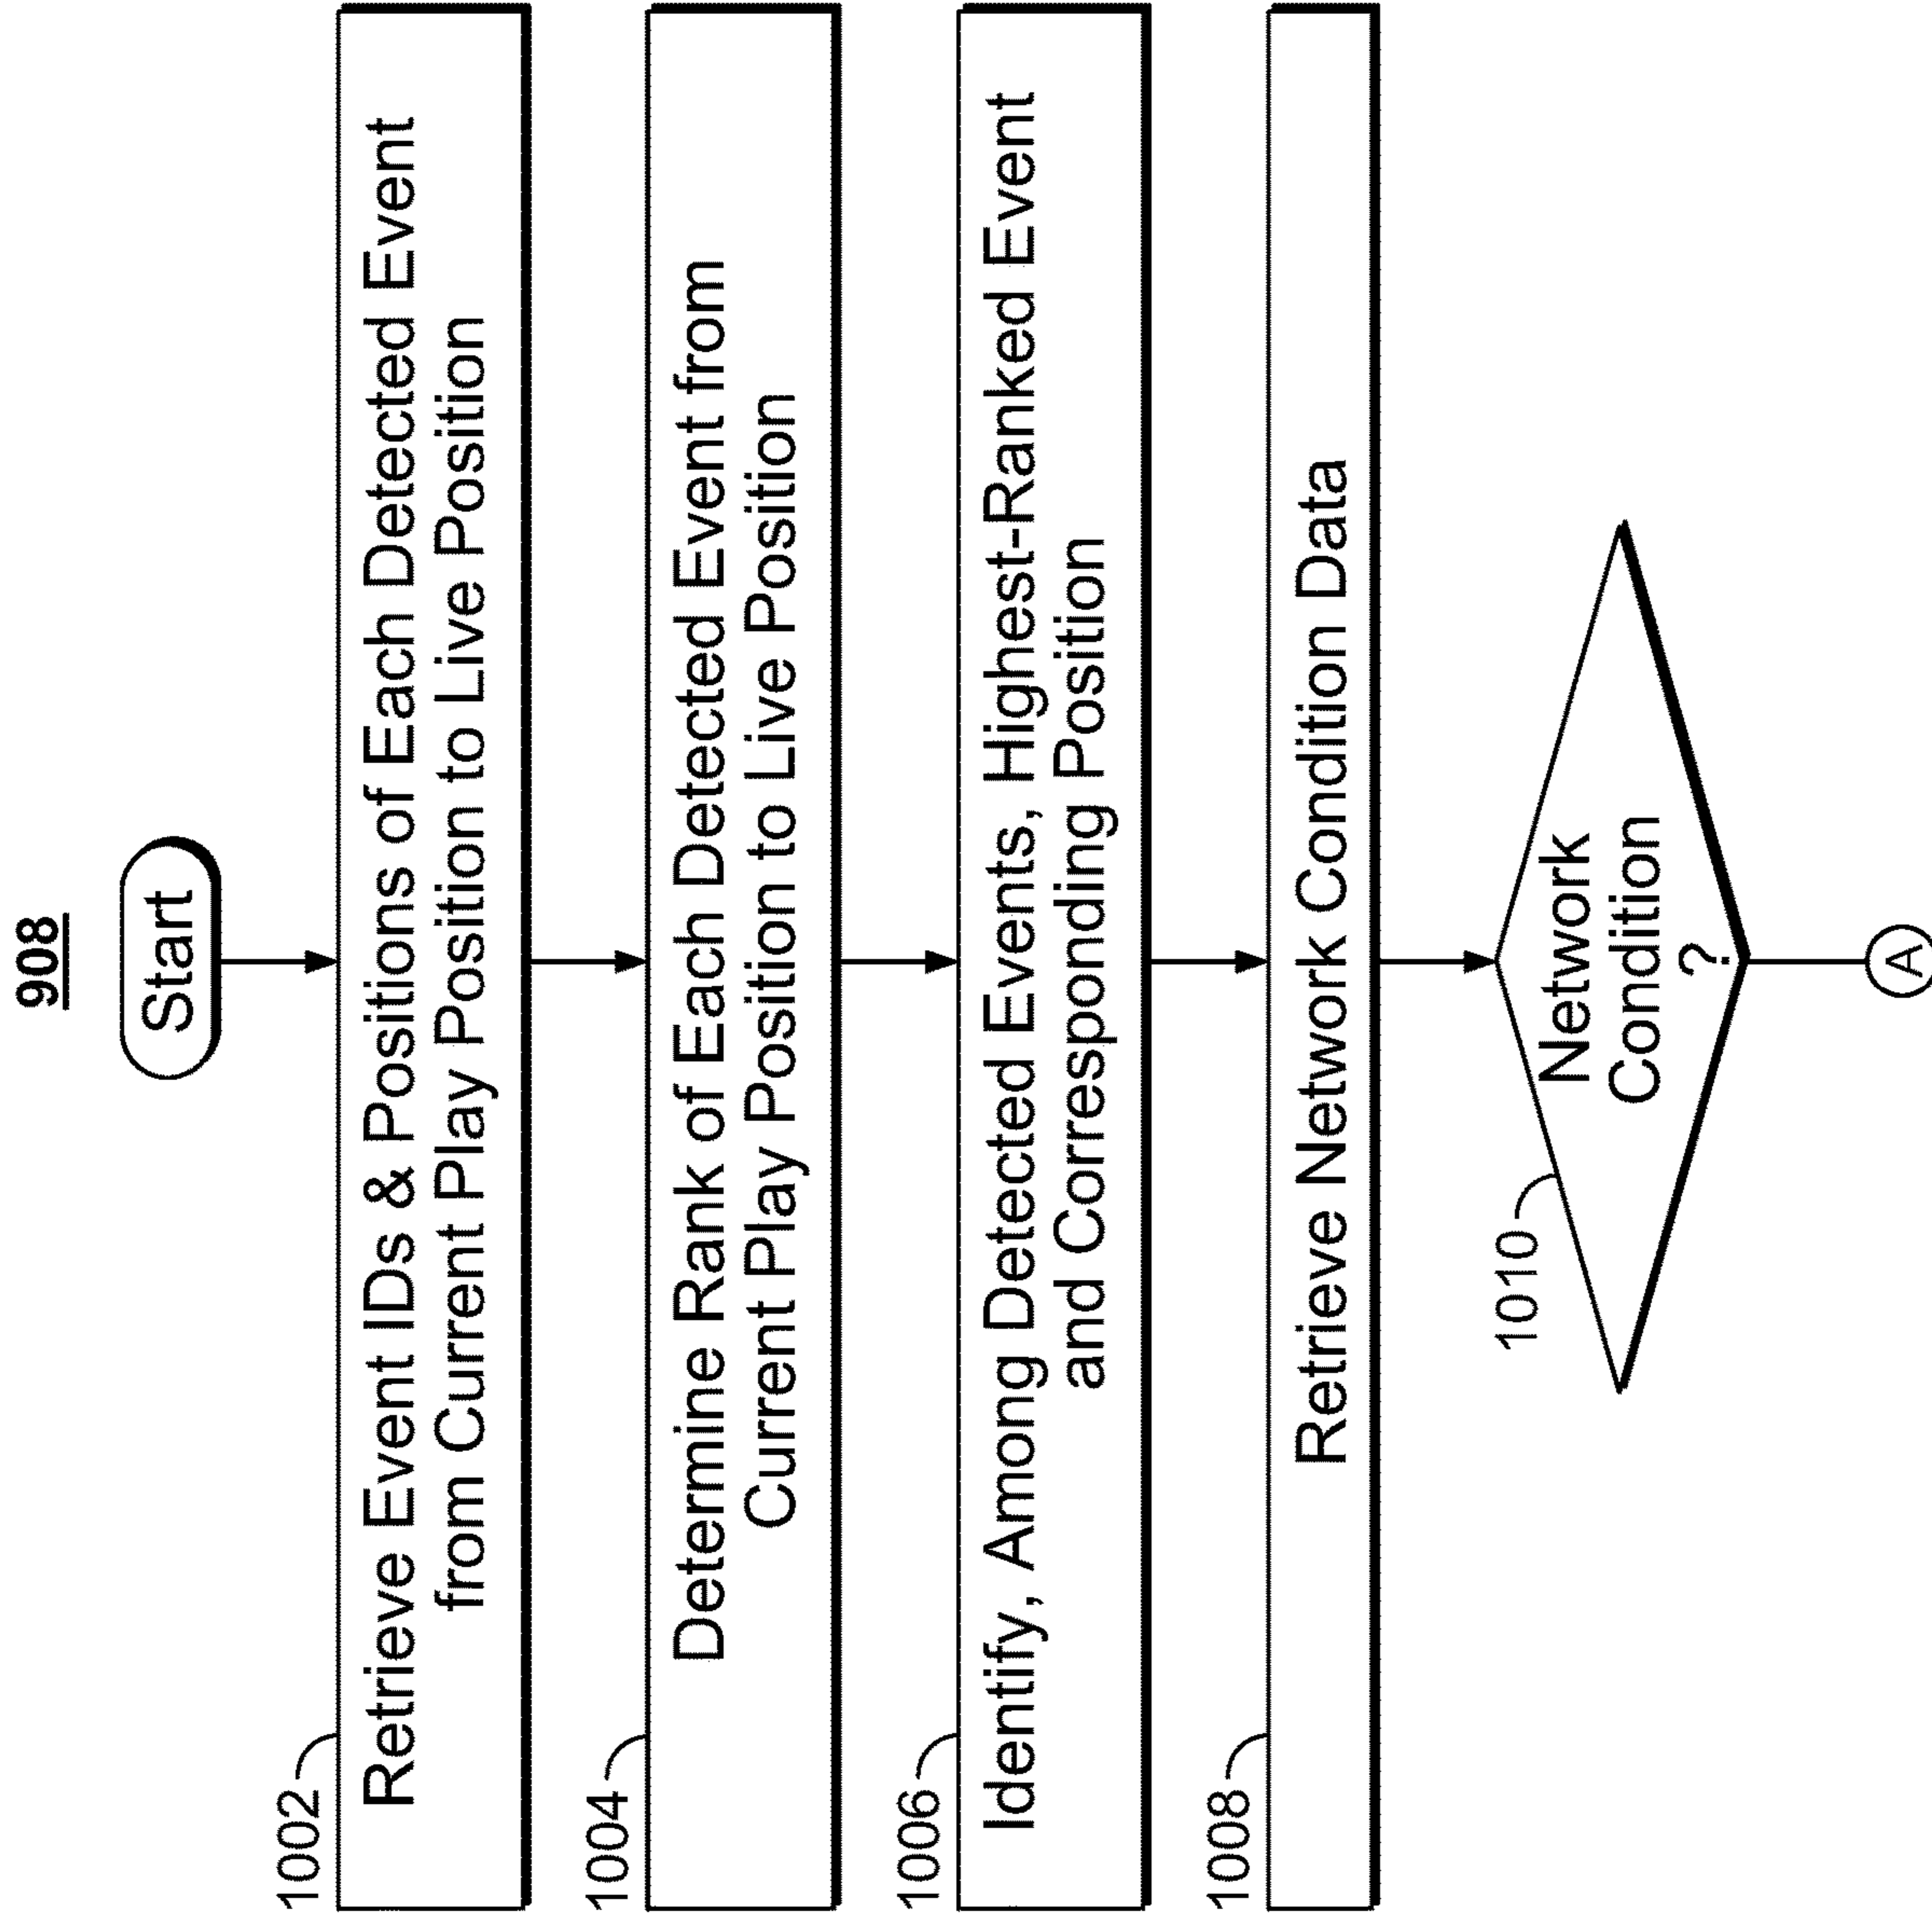 908
Start
1002
Retrieve Event IDs & Positions of Each Detected Event
from Current Play Position to Live Position
1004
Determine Rank of Each Detected Event from
Current Play Position to Live Position
1006
Identify, Among Detected Events, Highest-Ranked Event
and Corresponding Position
1008
Retrieve Network Condition Data
1010
Network
Condition
?
A